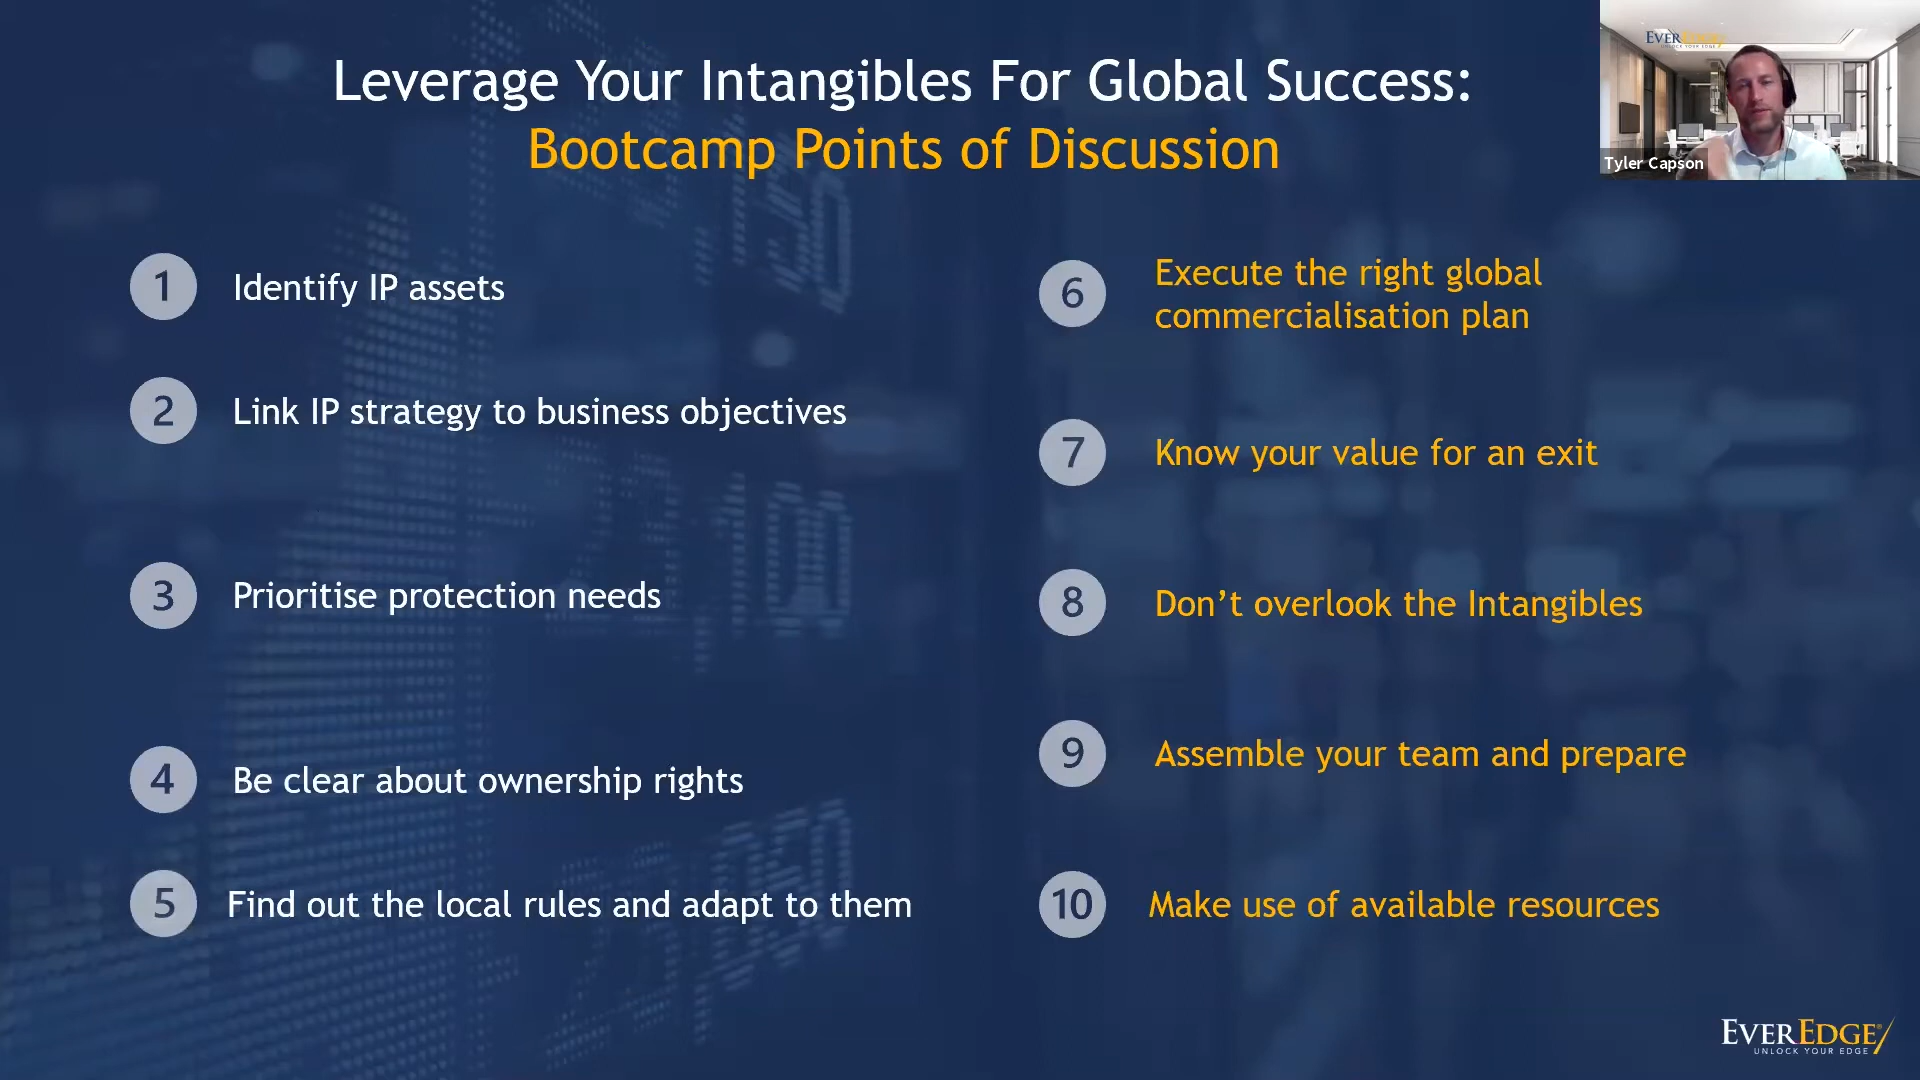 Leverage Your Intangibles For Global Success:
Bootcamp Points of Discussion
EVEREDGE
UNLOCK YOUR EDGE
Tyler Capson
1 Identify IP assets
2 Link IP strategy to business objectives
3 Prioritise protection needs
4 Be clear about ownership rights
5 Find out the local rules and adapt to them
6 Execute the right global
commercialisation plan
7 Know your value for an exit
8 Don’t overlook the Intangibles
9 Assemble your team and prepare
10 Make use of available resources
EVEREDGE®
UNLOCK YOUR EDGE